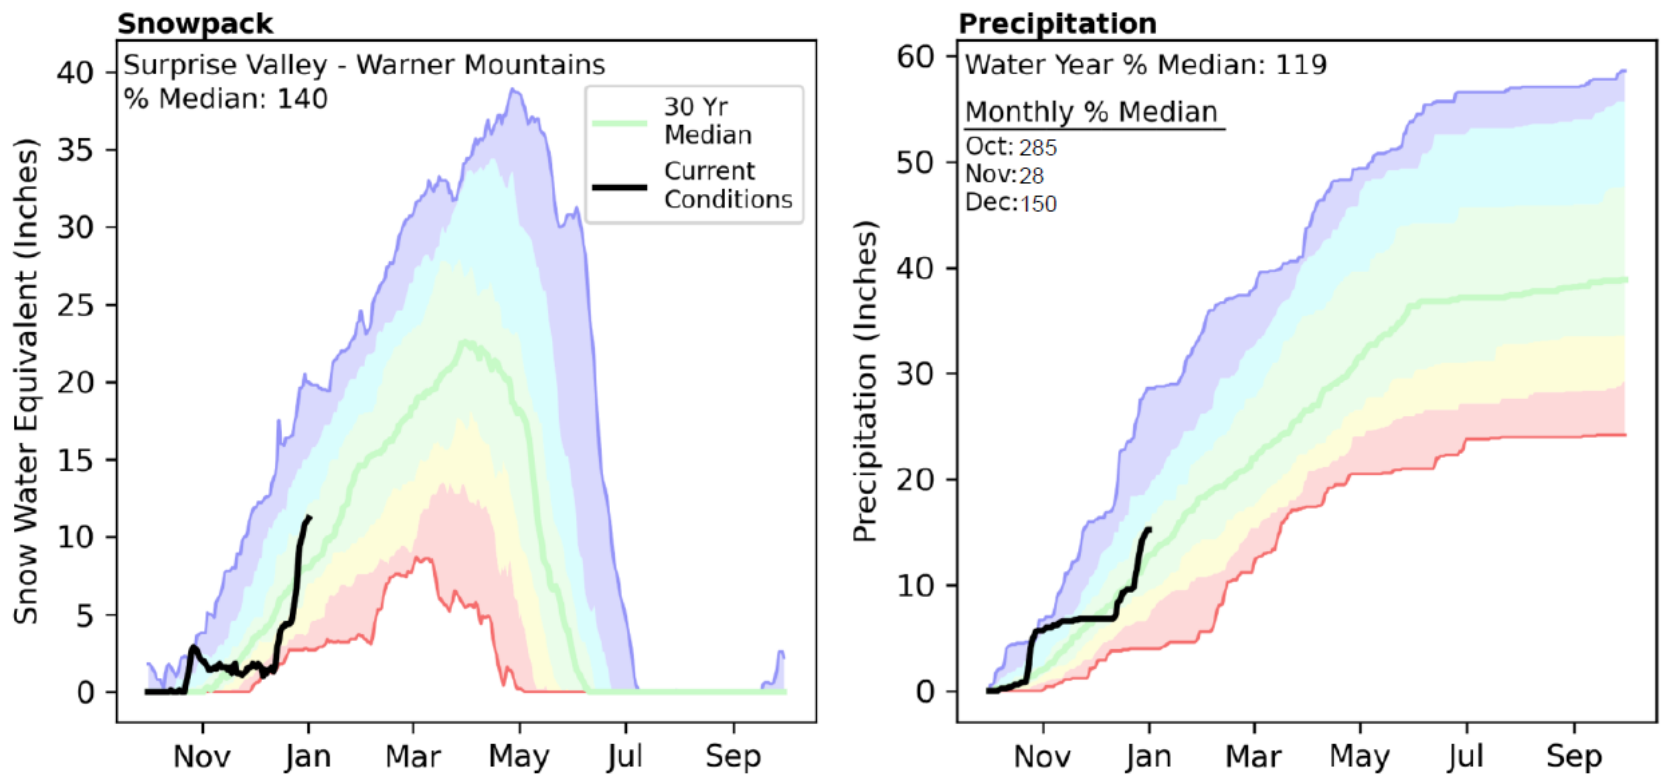 Snowpack
Surprise Valley - Warner Mountains
% Median: 140
30 Yr
Median
Current
Conditions
Snow Water Equivalent (Inches)
40
35
30
25
20
15
10
5
0
Nov
Jan
Mar
May
Jul
Sep
Precipitation
Water Year % Median: 119
Monthly % Median
Oct: 285
Nov:28
Dec:150
Precipitation (Inches)
60
50
40
30
20
10
0
Nov
Jan
Mar
May
Jul
Sep